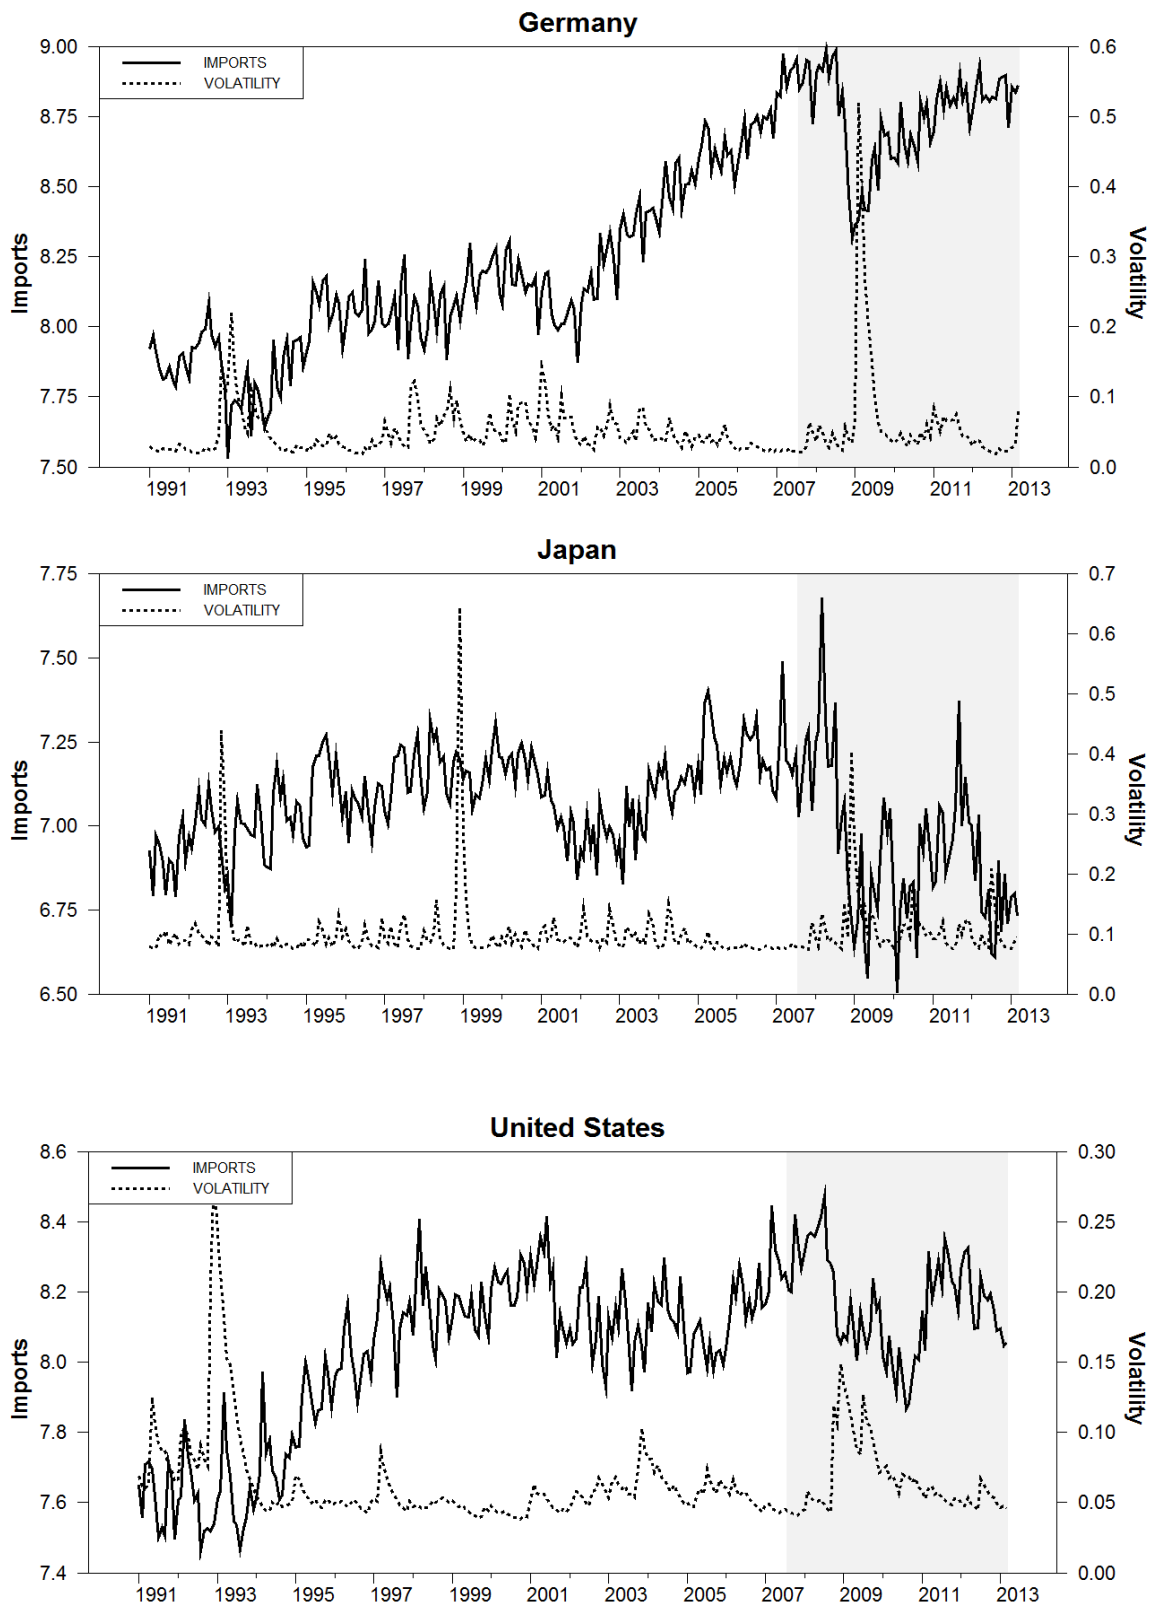 Germany
9.00 0.6
IMPORTS
VOLATILITY
8.75 0.5
8.50 0.4
8.25 0.3
Imports Volatility
8.00 0.2
7.75 0.1
7.50 0.0
1991 1993 1995 1997 1999 2001 2003 2005 2007 2009 2011 2013
Japan
7.75 0.7
IMPORTS
VOLATILITY
0.6
7.50
0.5
7.25
0.4
Imports Volatility
7.00 0.3
0.2
6.75
0.1
6.50 0.0
1991 1993 1995 1997 1999 2001 2003 2005 2007 2009 2011 2013
United States
8.6 0.30
IMPORTS
VOLATILITY
8.4 0.25
8.2 0.20
Imports Volatility
8.0 0.15
7.8 0.10
7.6 0.05
7.4 0.00
1991 1993 1995 1997 1999 2001 2003 2005 2007 2009 2011 2013